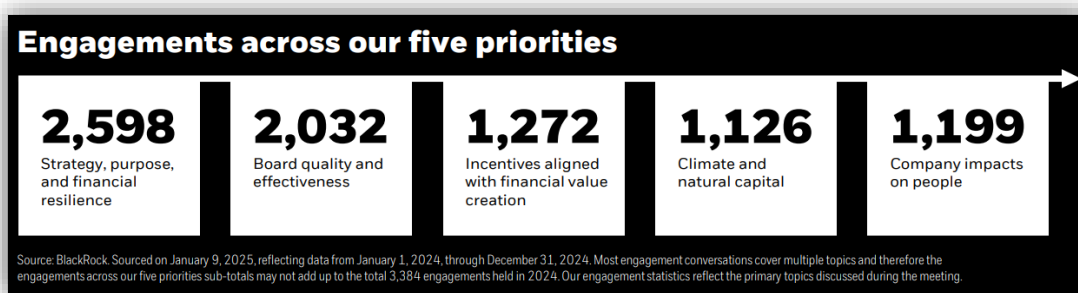 Engagements across our five priorities
2,598
Strategy, purpose,
and financial
resilience
2,032
Board quality and
effectiveness
1,272
Incentives aligned
with financial value
creation
1,126
Climate and
natural capital
1,199
Company impacts
on people
Source: BlackRock. Sourced on January 9, 2025, reflecting data from January 1, 2024, through December 31, 2024. Most engagement conversations cover multiple topics and therefore the
engagements across our five priorities sub-totals may not add up to the total 3,384 engagements held in 2024. Our engagement statistics reflect the primary topics discussed during the meeting.